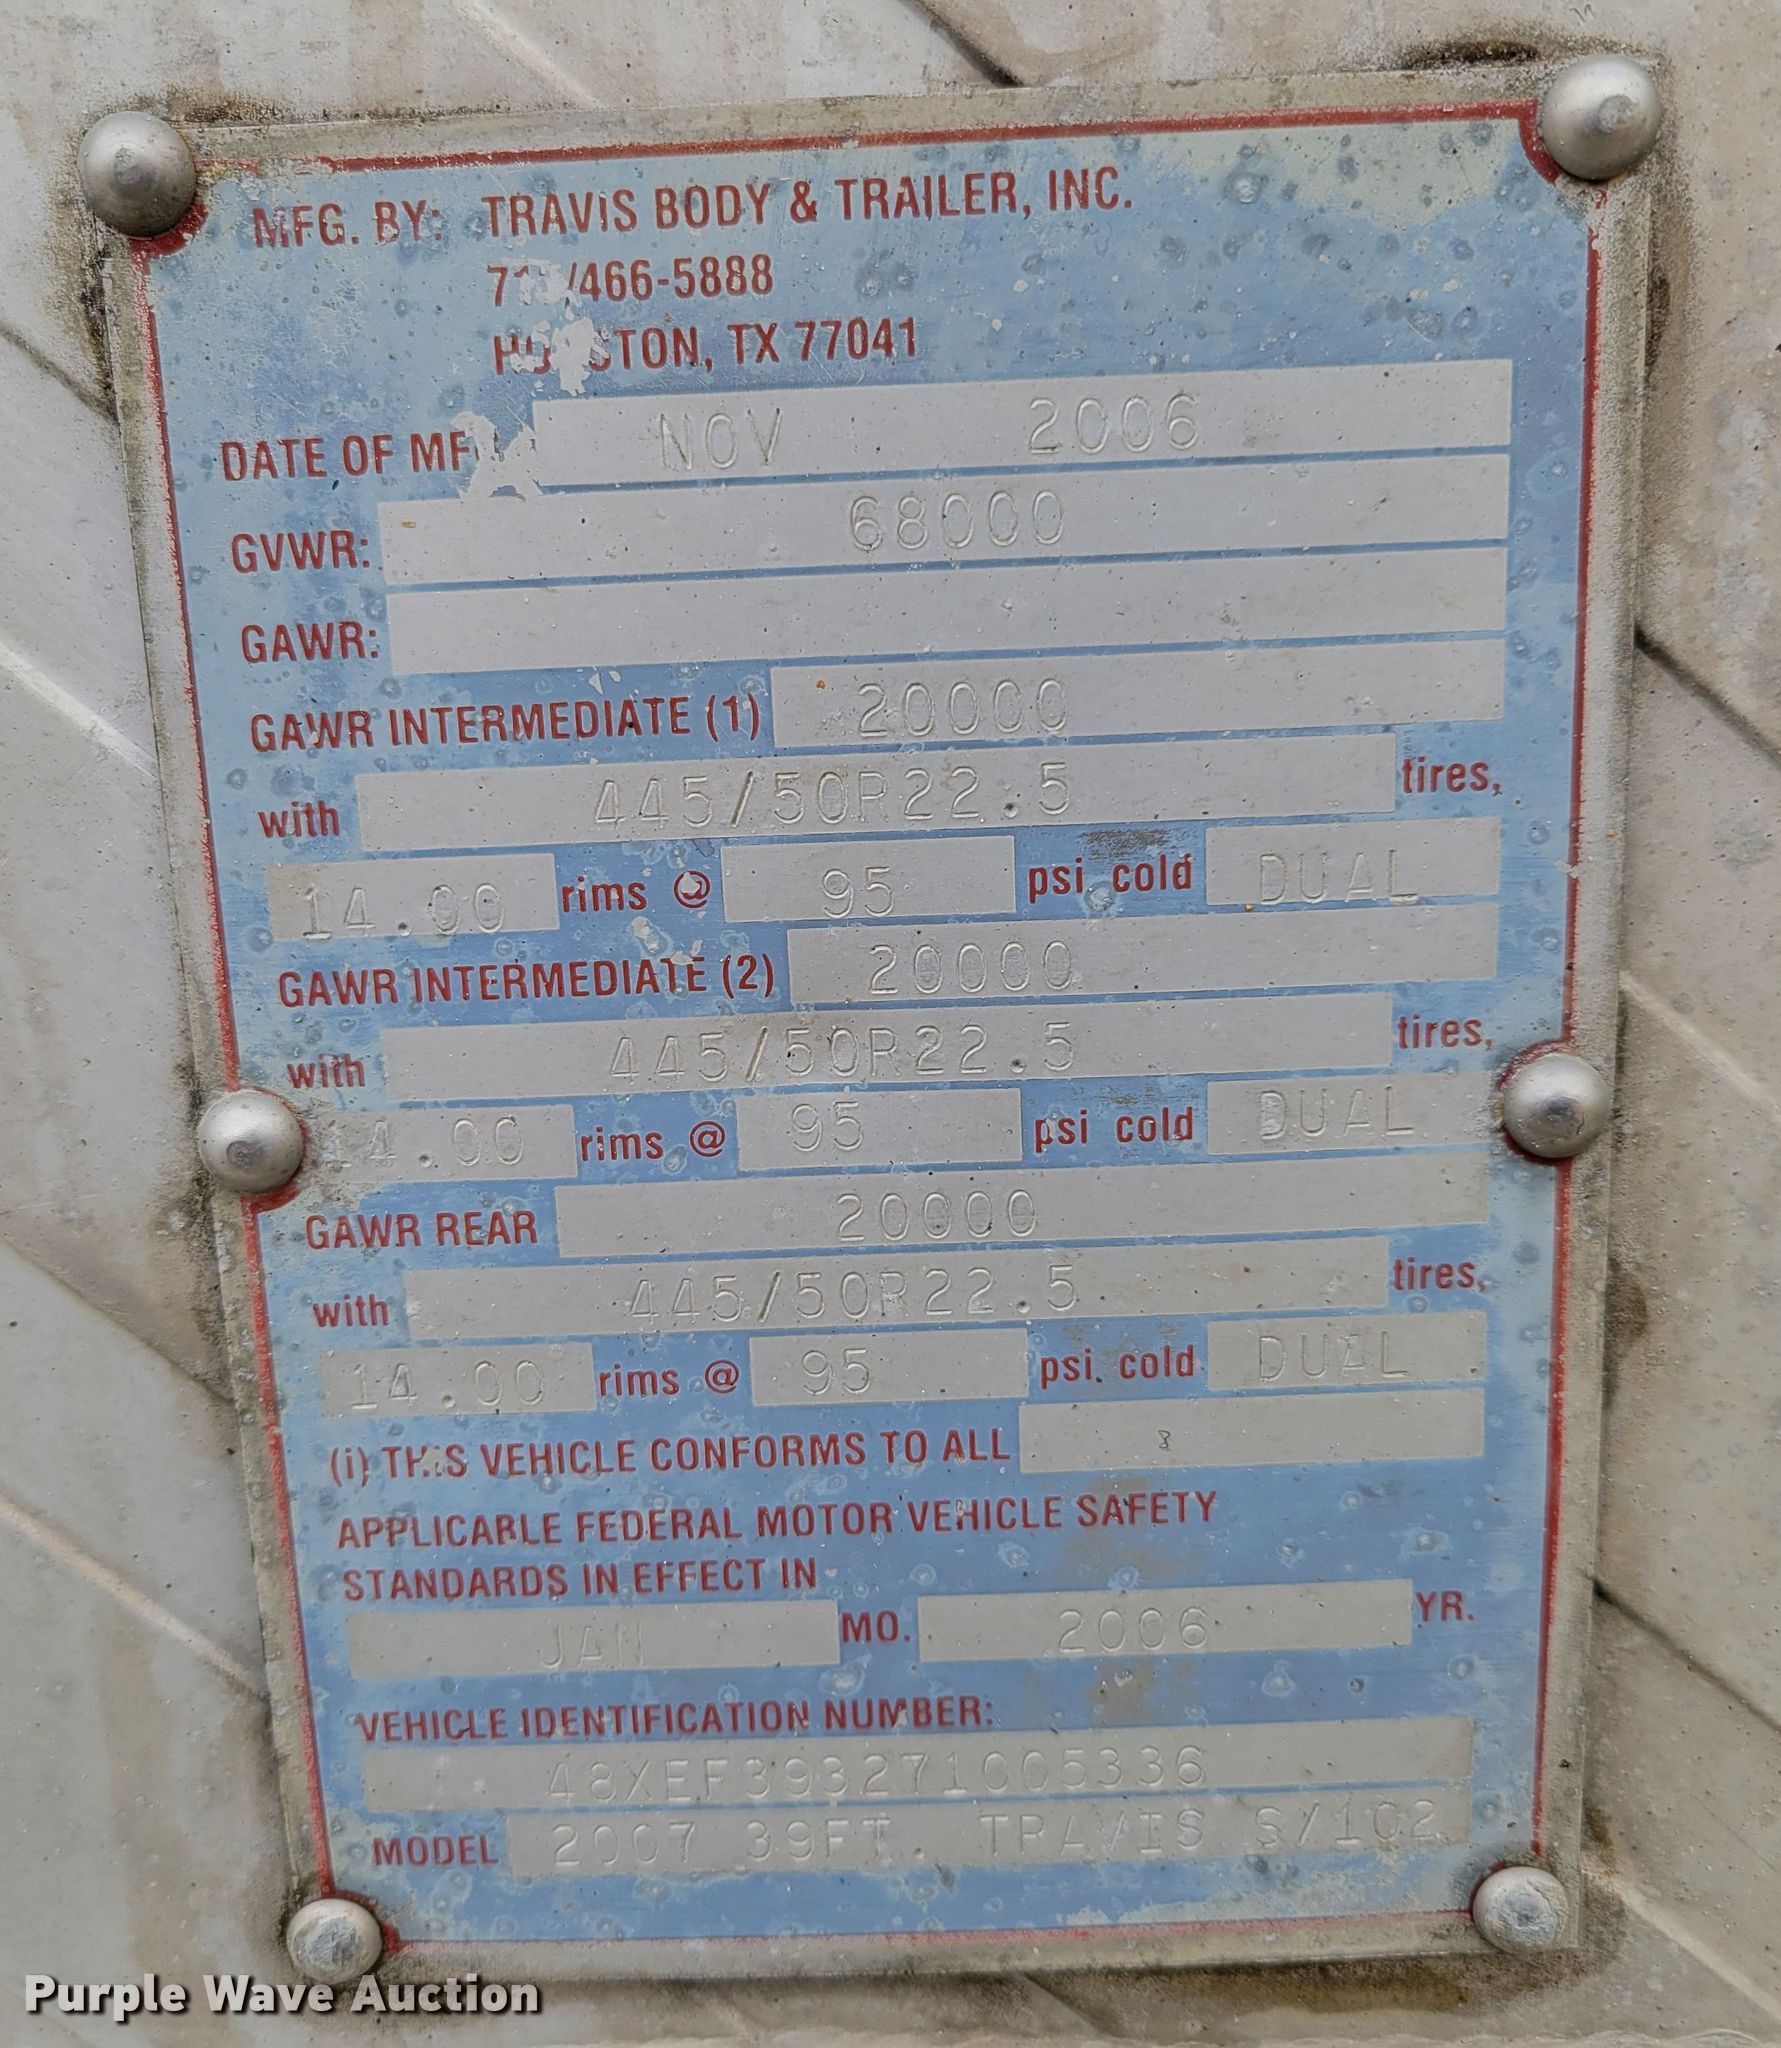 MFG. BY: TRAVIS BODY & TRAILER, INC.
/466-5888
TX 77041
DATE OF NOV 2006
GVWR: 68000
GAWR:
GAWR INTERMEDIATE (1) 20000
with 445/50R22.5 tires,
14.00 rims @ 95 psi cold DUAL
GAWR INTERMEDIATE (2) 20000
with 445/50R22.5 tires,
14.00 rims @ 95 psi cold DUAL
GAWR REAR 20000
with 445/50R22.5 tires,
14.00 rims @ 95 psi cold DUAL
(i) THIS VEHICLE CONFORMS TO ALL
APPLICABLE FEDERAL MOTOR VEHICLE SAFETY
STANDARDS IN EFFECT IN
JAN MO. 2006 YR.
VEHICLE IDENTIFICATION NUMBER:
48XEF393271005336
MODEL 2007 39FT. TRAVIS S/102
Purple Wave Auction